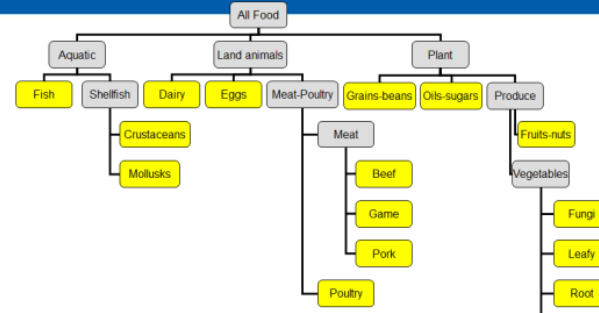 All Food
Aquatic
Land animals
Plant
Fish
Shellfish
Dairy
Eggs
Meat-Poultry
Grains-beans
Oils-sugars
Produce
Crustaceans
Meat
Fruits-nuts
Mollusks
Beef
Vegetables
Game
Fungi
Pork
Leafy
Poultry
Root